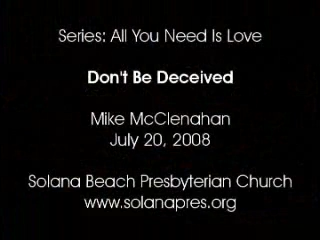 Series: All You Need Is Love
Don't Be Deceived
Mike McClenahan
July 20, 2008
Solana Beach Presbyterian Church
www.solanapres.org